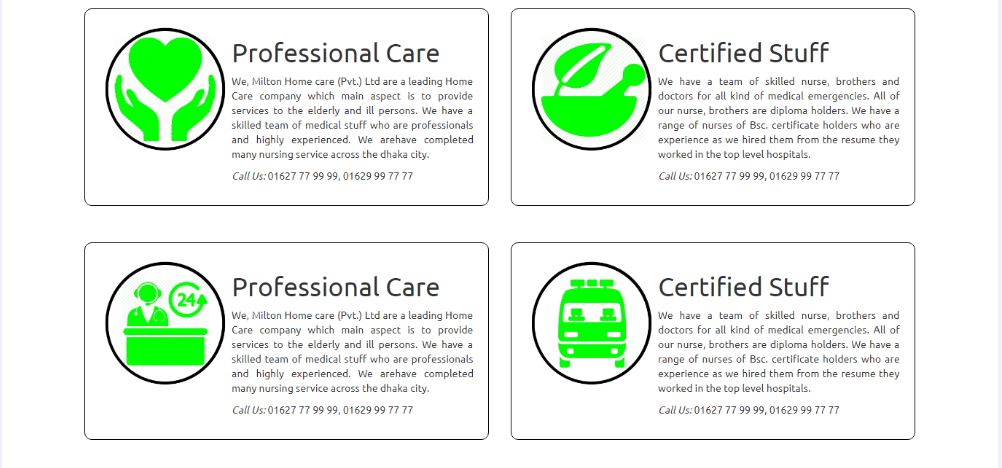 Professional Care
We, Milton Home care (Pvt.) Ltd are a leading Home
Care company which main aspect is to provide
services to the elderly and ill persons. We have a
skilled team of medical stuff who are professionals
and highly experienced. We arehave completed
many nursing service across the dhaka city.
Call Us: 01627 77 99 99, 01629 99 77 77
Certified Stuff
We have a team of skilled nurse, brothers and
doctors for all kind of medical emergencies. All of
our nurse, brothers are diploma holders. We have a
range of nurses of Bsc. certificate holders who are
experience as we hired them from the resume they
worked in the top level hospitals.
Call Us: 01627 77 99 99, 01629 99 77 77
24
Professional Care
We, Milton Home care (Pvt.) Ltd are a leading Home
Care company which main aspect is to provide
services to the elderly and ill persons. We have a
skilled team of medical stuff who are professionals
and highly experienced. We arehave completed
many nursing service across the dhaka city.
Call Us: 01627 77 99 99, 01629 99 77 77
Certified Stuff
We have a team of skilled nurse, brothers and
doctors for all kind of medical emergencies. All of
our nurse, brothers are diploma holders. We have a
range of nurses of Bsc. certificate holders who are
experience as we hired them from the resume they
worked in the top level hospitals.
Call Us: 01627 77 99 99, 01629 99 77 77